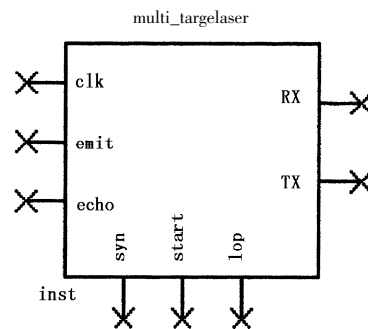 multi_targelaser
clk
RX
emit
TX
echo
syn
start
lop
inst